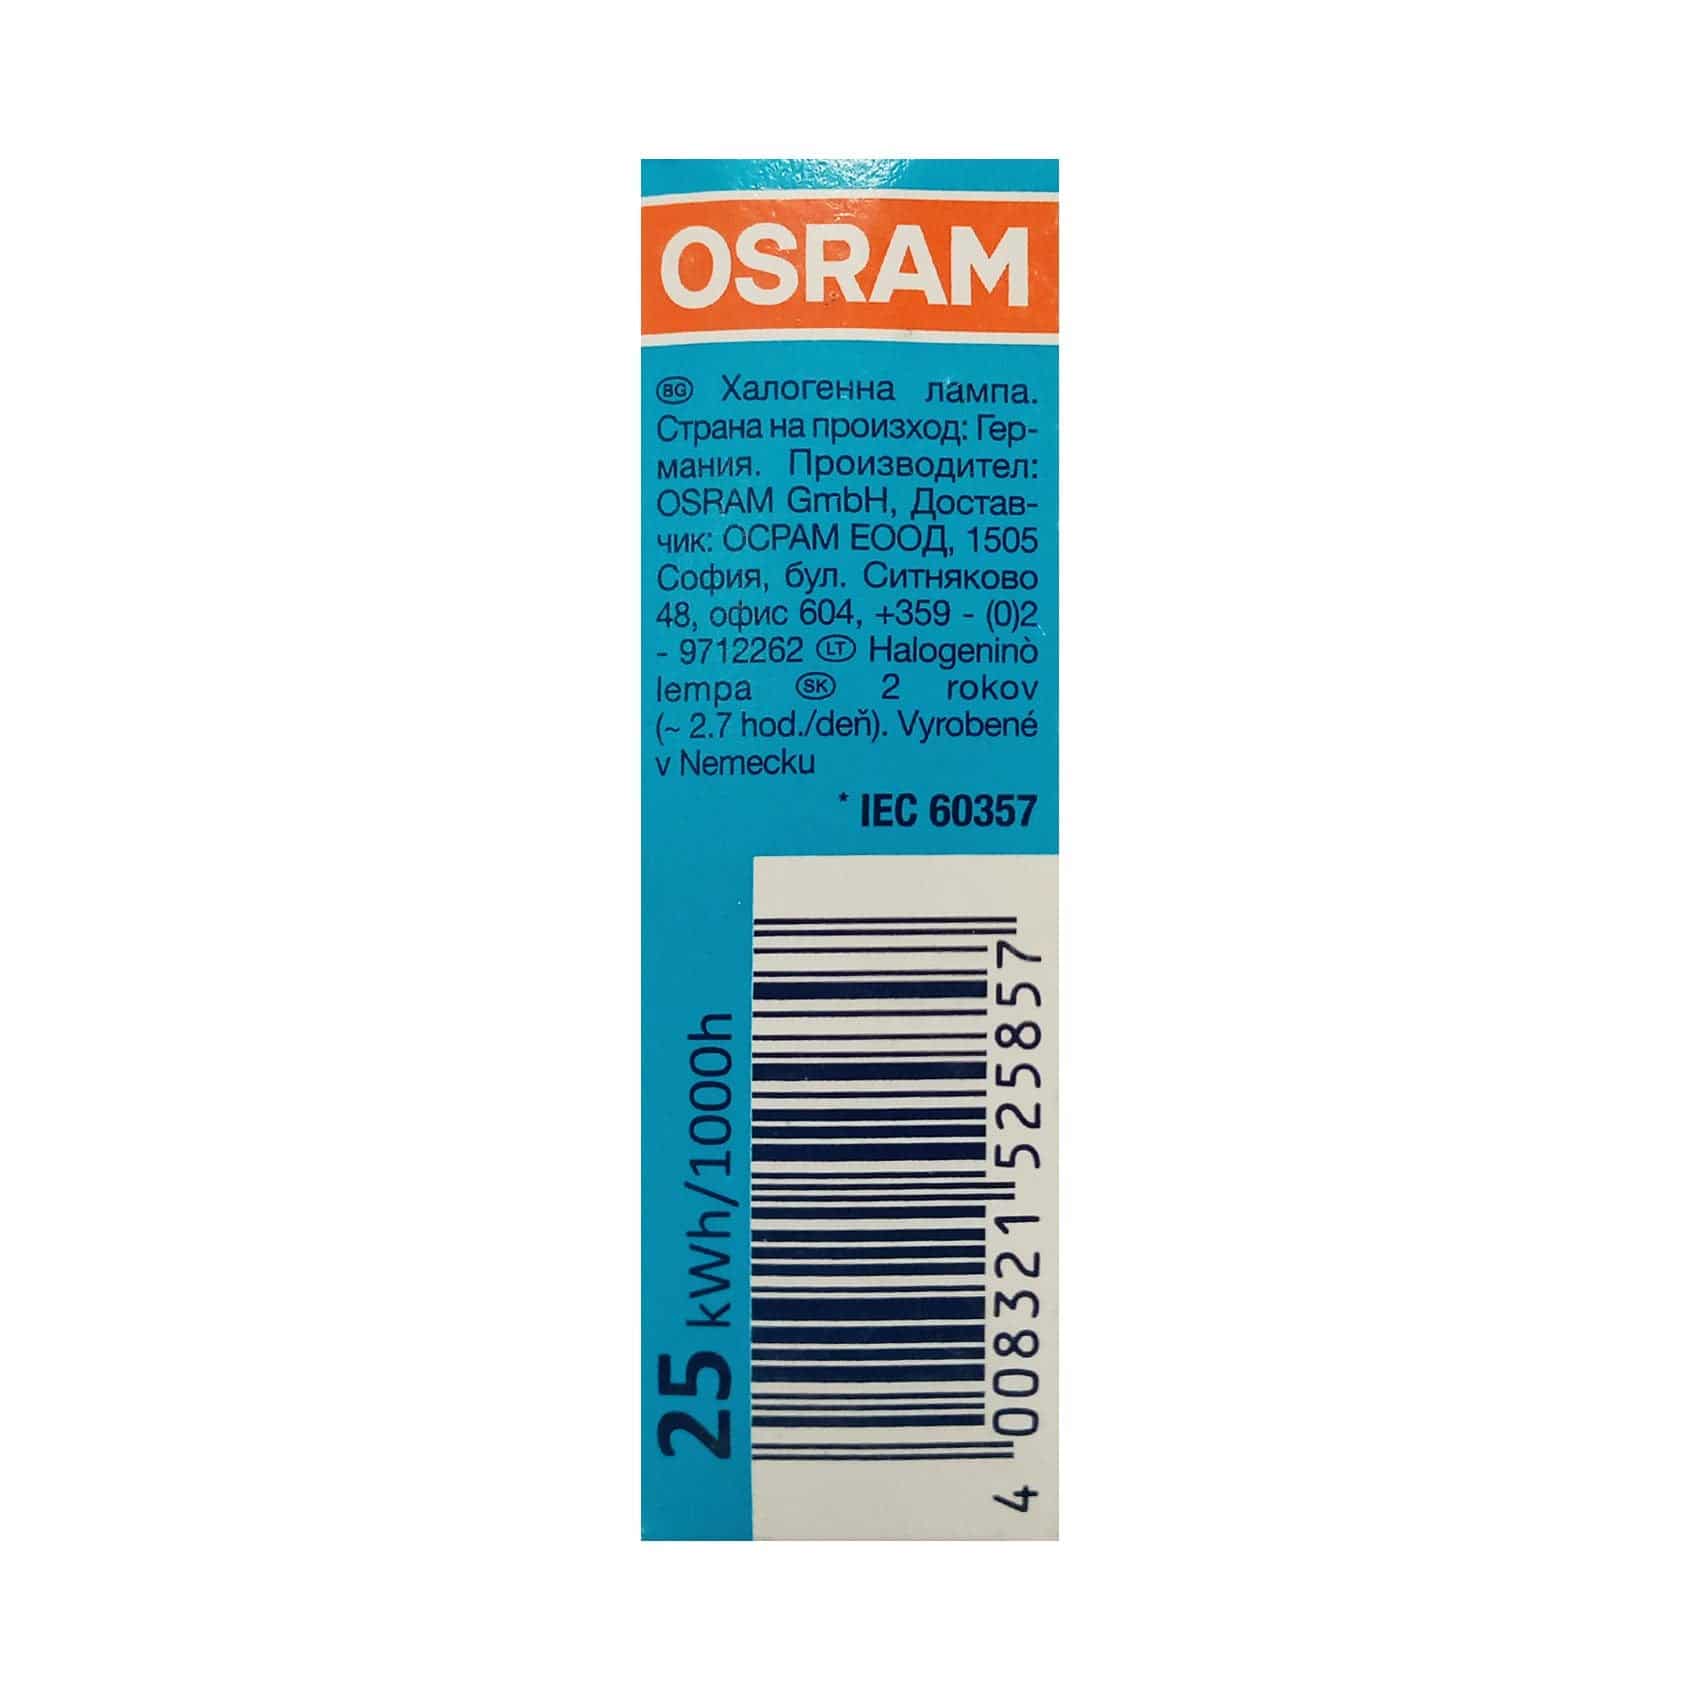 OSRAM
BG Халогенна лампа.
Страна на произход: Гер-
мания. Производител:
OSRAM GmbH, Достав-
чик: ОСРАМ ЕООД, 1505
София, бул. Ситняково
48, офис 604, +359 - (0)2
- 9712262 LT Halogeninò
lempa SK 2 rokov
(~ 2.7 hod./deň). Vyrobené
v Nemecku
* IEC 60357
25 kWh/1000h
4 008321 525857